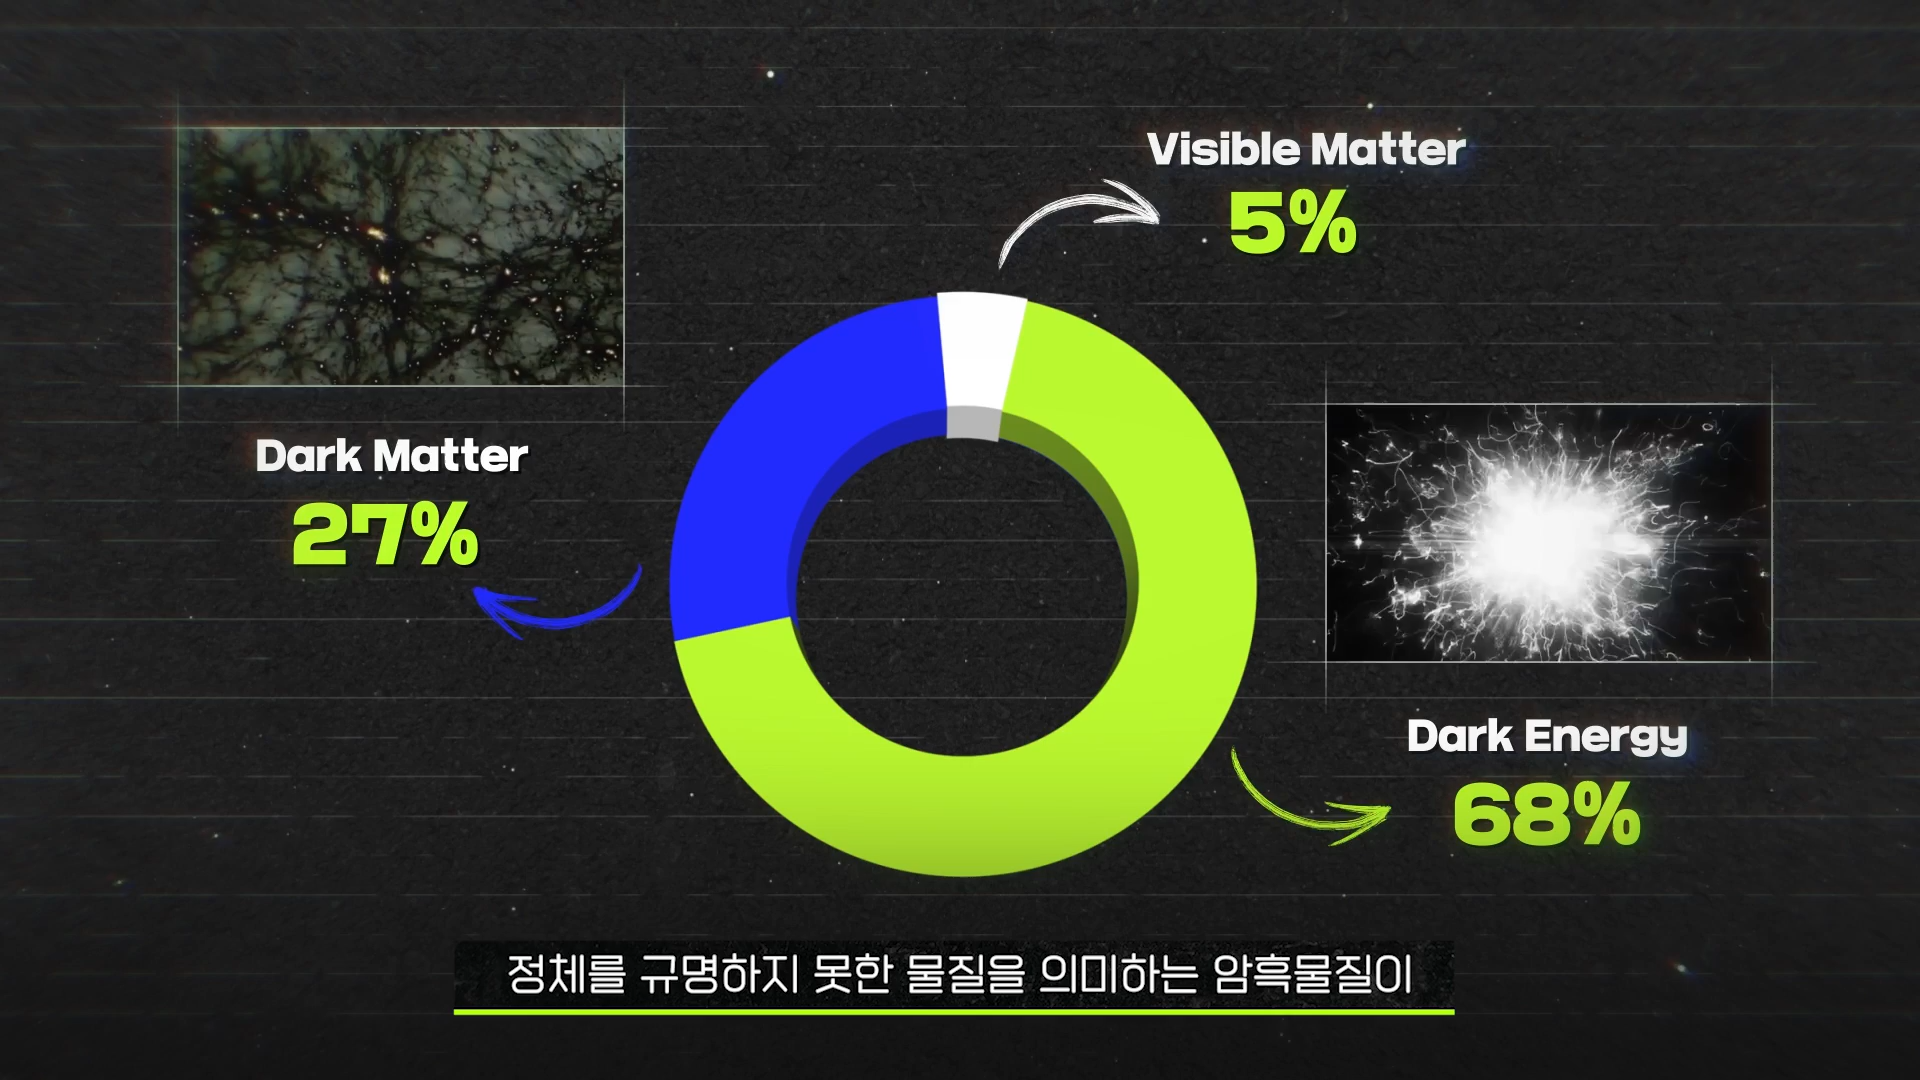 Visible Matter
5%
Dark Matter
27%
Dark Energy
68%
정체를 규명하지 못한 물질을 의미하는 암흑물질이